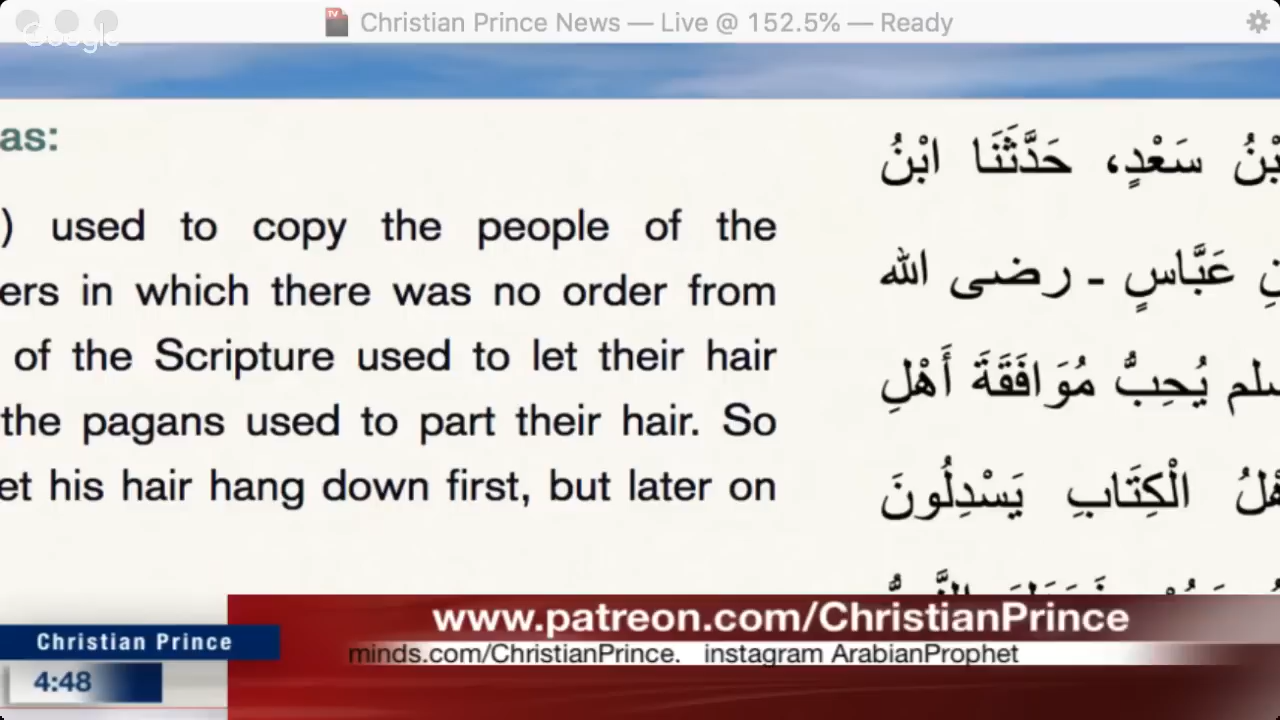 Google
Christian Prince News — Live @ 152.5% — Ready
as:
) used to copy the people of the
ers in which there was no order from
of the Scripture used to let their hair
the pagans used to part their hair. So
et his hair hang down first, but later on
سَعْدٍ، حَدَّثَنَا ابْنُ
عَبَّاسٍ ـ رضى الله
يُحِبُّ مُوَافَقَةَ أَهْلِ
الْكِتَابِ يَسْدِلُونَ
www.patreon.com/ChristianPrince
minds.com/ChristianPrince. instagram ArabianProphet
Christian Prince
4:48